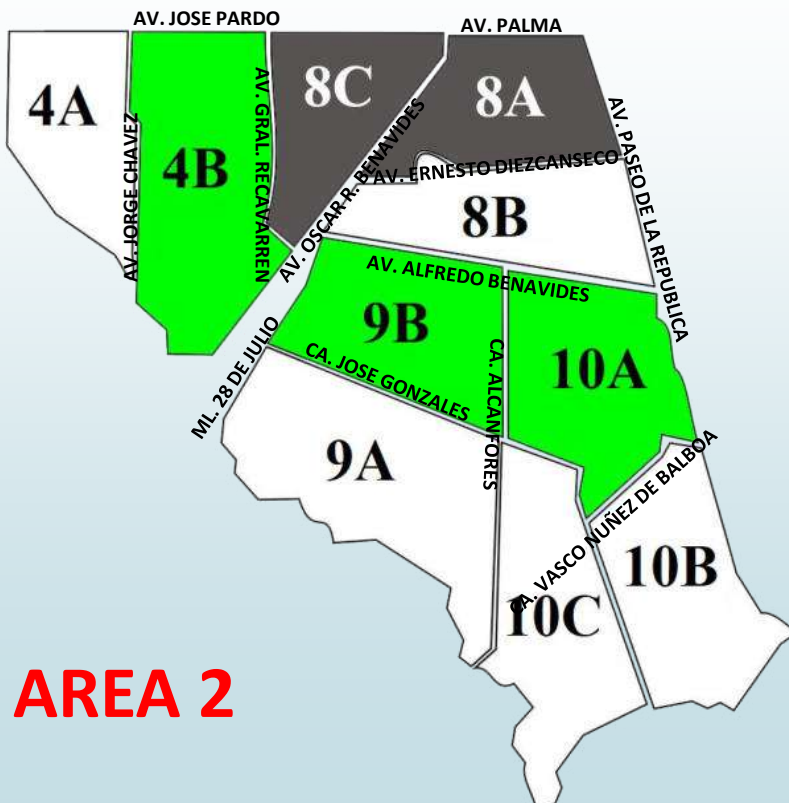 AV. JOSE PARDO
AV. PALMA
4A
AV. JORGE CHAVEZ
4B
AV. GRAL. RECAVARREN
8C
AV. OSCAR R. BENAVIDES
8A
AV. PASEO DE LA REPUBLICA
AV. ERNESTO DIEZCANSECO
8B
AV. ALFREDO BENAVIDES
9B
ML. 28 DE JULIO
CA. JOSE GONZALES
CA. ALCANFORES
10A
9A
CA. VASCO NUÑEZ DE BALBOA
10B
10C
AREA 2